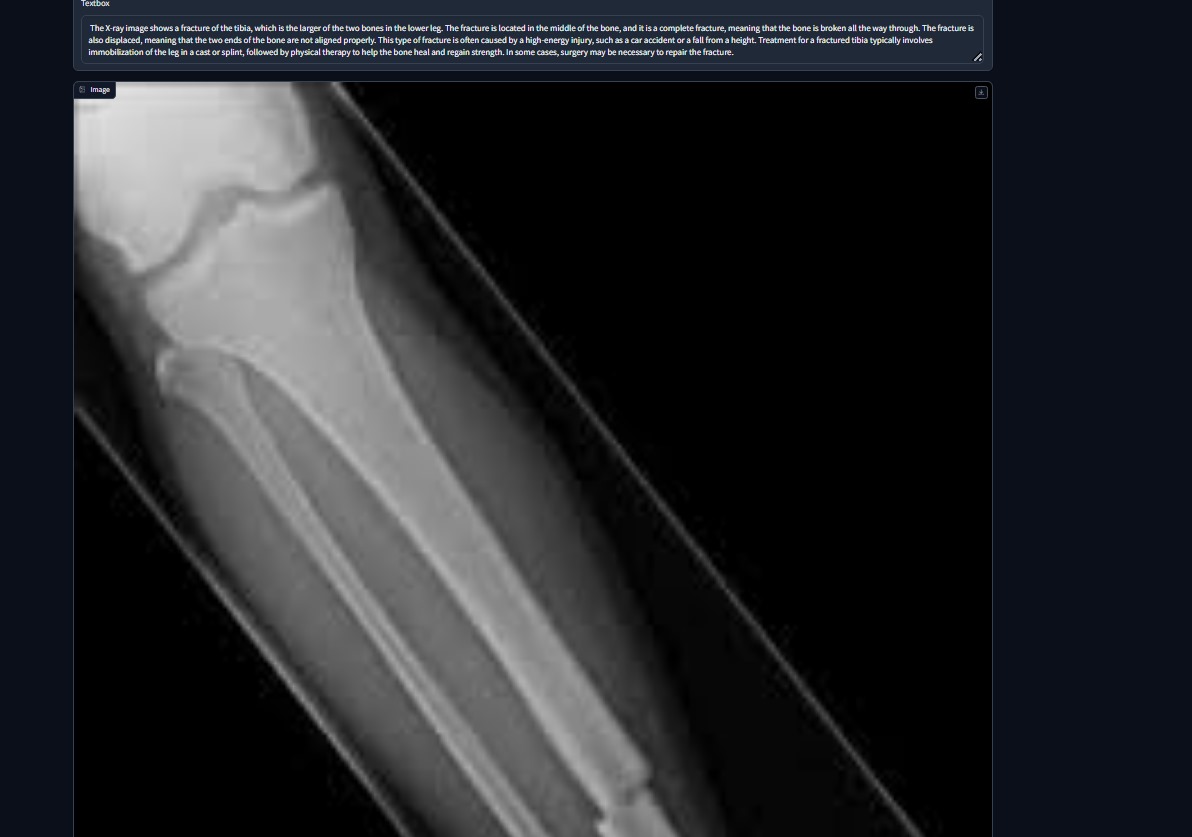 Textbox
The X-ray image shows a fracture of the tibia, which is the larger of the two bones in the lower leg. The fracture is located in the middle of the bone, and it is a complete fracture, meaning that the bone is broken all the way through. The fracture is
also displaced, meaning that the two ends of the bone are not aligned properly. This type of fracture is often caused by a high-energy injury, such as a car accident or a fall from a height. Treatment for a fractured tibia typically involves
immobilization of the leg in a cast or splint, followed by physical therapy to help the bone heal and regain strength. In some cases, surgery may be necessary to repair the fracture.
Image